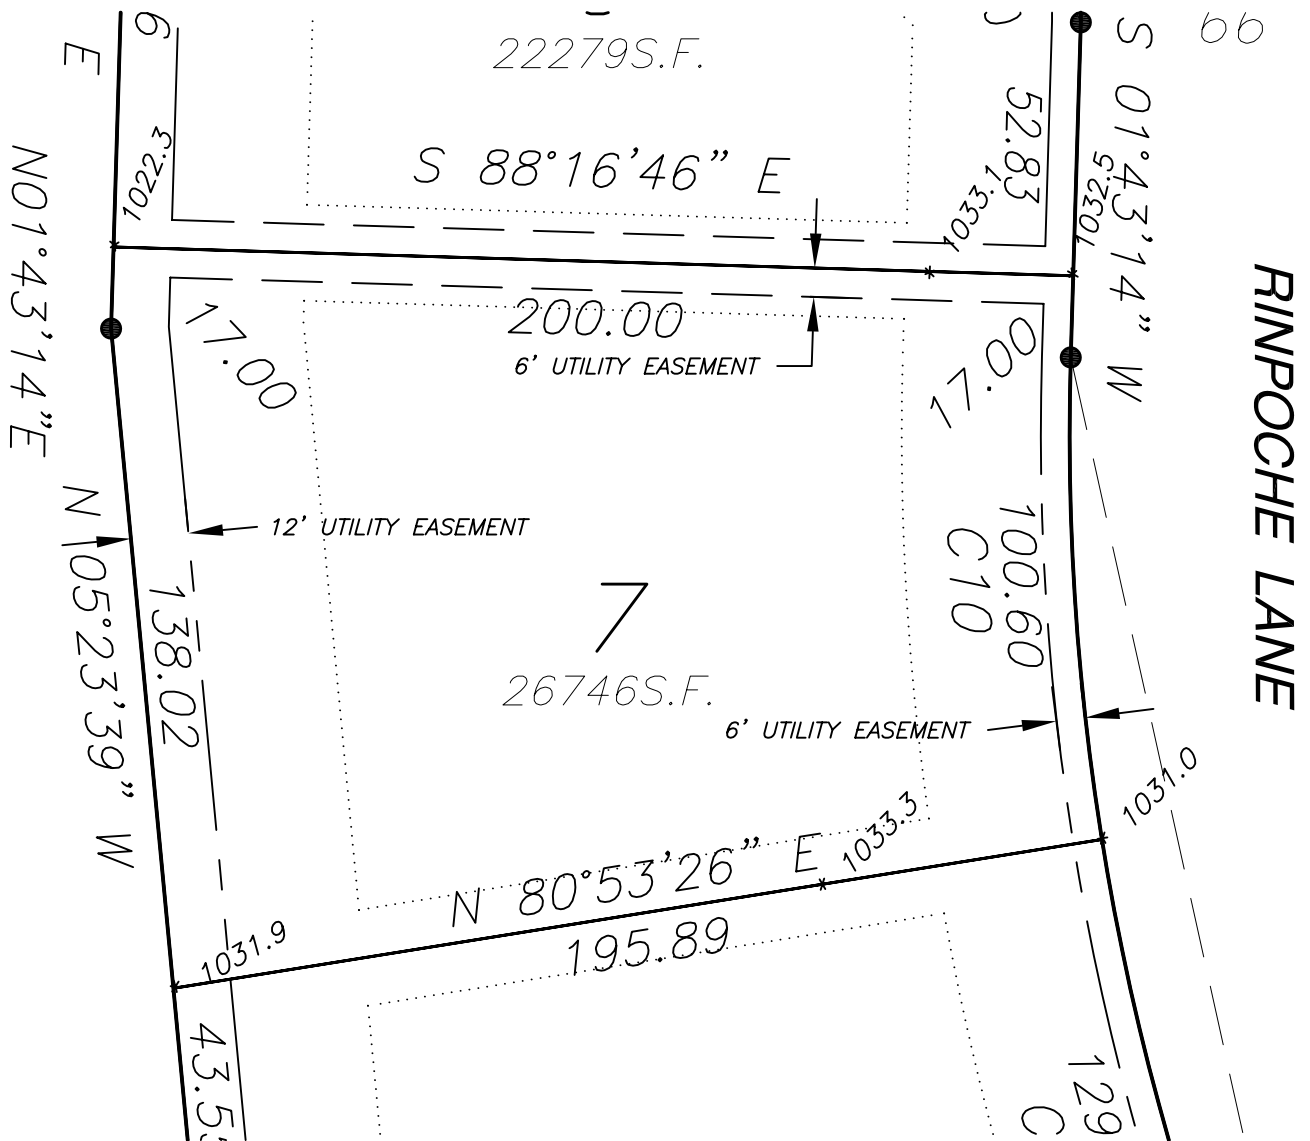 22279S.F.
66
S 01°43'14" W
E
N01°43'14"E
1022.3
52.83
1032.5
1033.1
S 88°16'46" E
200.00
6' UTILITY EASEMENT
17.00
17.00
RINPOCHE LANE
12' UTILITY EASEMENT
N 05°23'39" W
138.02
100.60
C10
7
26746S.F.
6' UTILITY EASEMENT
1031.0
1033.3
N 80°53'26" E
195.89
1031.9
43.5
129
C